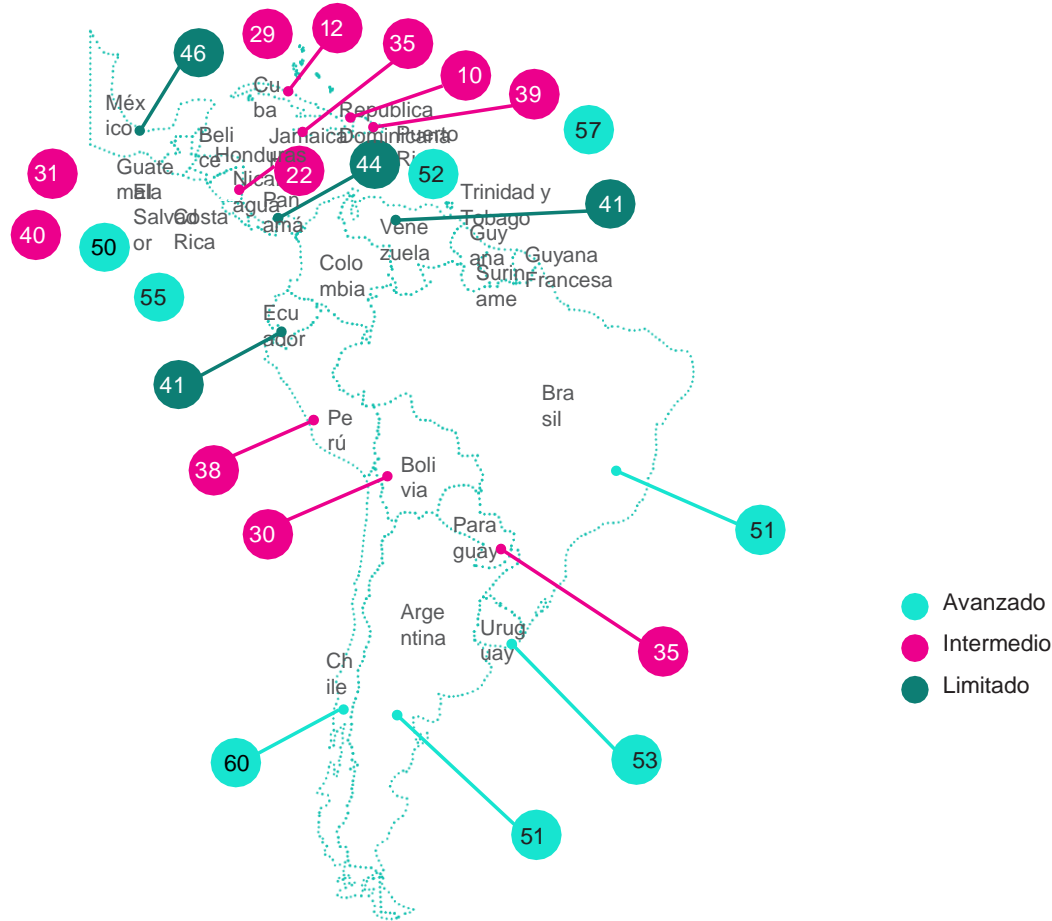 29
12
35
46
10
39
57
Méx
ico
Cu
ba
Republica
Dominicana
Jamaica
Puerto
Beli
ce
Honduras
Nica
agua
44
52
22
31
Guate
mala
El
Salvad
or
Costa
Rica
Pan
amá
Trinidad y
Tobago
41
40
50
Vene
zuela
Guy
ana
Guyana
Francesa
Surin
ame
Colo
mbia
55
Ecu
ador
41
Bra
sil
Pe
rú
38
Boli
via
30
51
Para
guay
Arge
ntina
Urug
uay
35
Ch
ile
60
53
51
Avanzado
Intermedio
Limitado